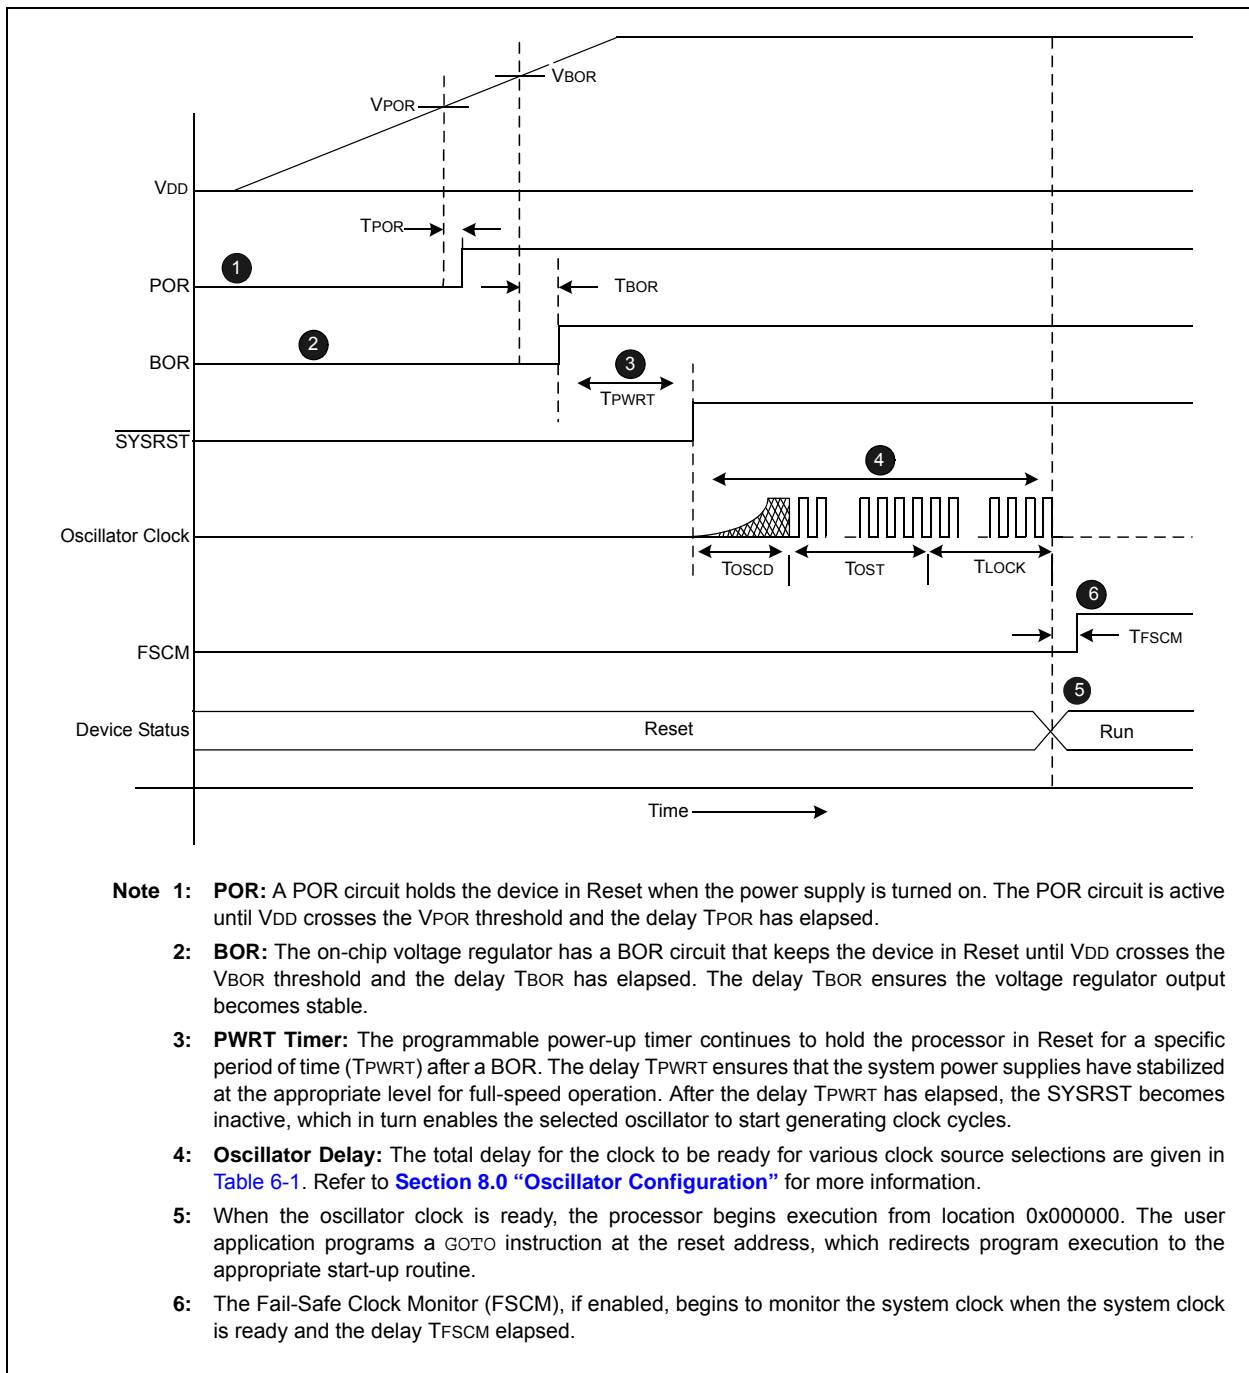 VBOR
VPOR
VDD
TPOR
1
POR
TBOR
2
BOR
3
TPWRT
SYSRST
4
Oscillator Clock
TOSCD
TOST
TLOCK
6
FSCM
TFSCM
5
Device Status
Reset
Run
Time
Note 1: POR: A POR circuit holds the device in Reset when the power supply is turned on. The POR circuit is active
until VDD crosses the VPOR threshold and the delay TPOR has elapsed.
2: BOR: The on-chip voltage regulator has a BOR circuit that keeps the device in Reset until VDD crosses the
VBOR threshold and the delay TBOR has elapsed. The delay TBOR ensures the voltage regulator output
becomes stable.
3: PWRT Timer: The programmable power-up timer continues to hold the processor in Reset for a specific
period of time (TPWRT) after a BOR. The delay TPWRT ensures that the system power supplies have stabilized
at the appropriate level for full-speed operation. After the delay TPWRT has elapsed, the SYSRST becomes
inactive, which in turn enables the selected oscillator to start generating clock cycles.
4: Oscillator Delay: The total delay for the clock to be ready for various clock source selections are given in
Table 6-1. Refer to Section 8.0 “Oscillator Configuration” for more information.
5: When the oscillator clock is ready, the processor begins execution from location 0x000000. The user
application programs a GOTO instruction at the reset address, which redirects program execution to the
appropriate start-up routine.
6: The Fail-Safe Clock Monitor (FSCM), if enabled, begins to monitor the system clock when the system clock
is ready and the delay TFSCM elapsed.